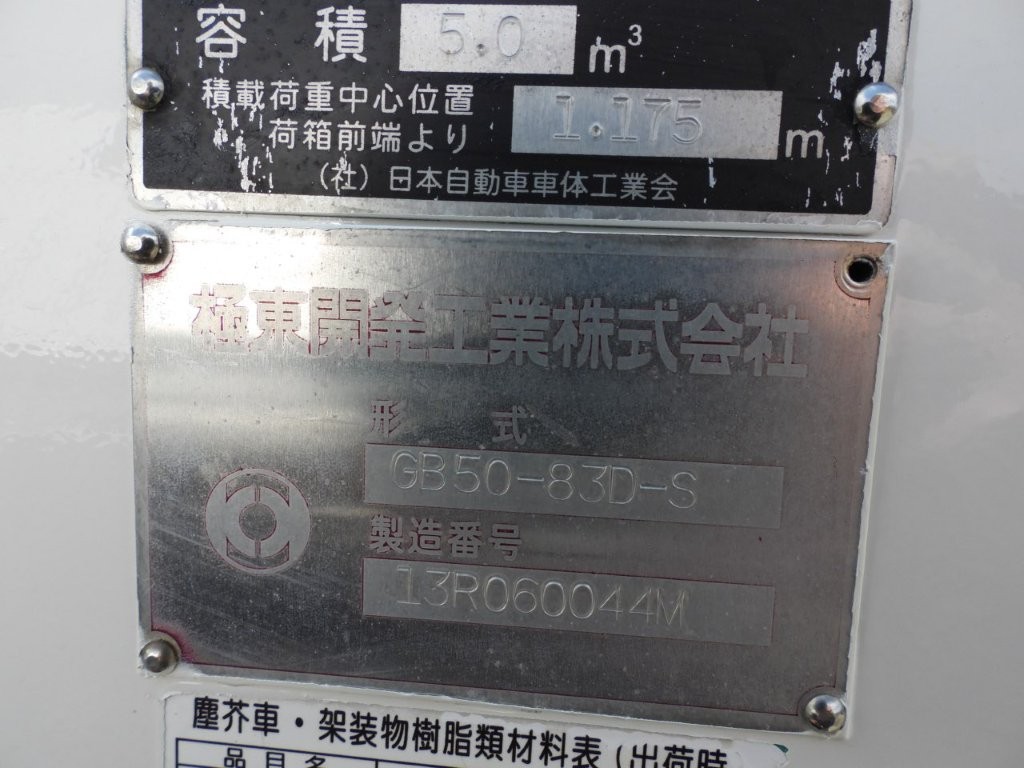 容 積 5.0 m³
積載荷重中心位置
荷箱前端より 1.175 m
（社）日本自動車車体工業会
極東開発工業株式会社
形 式
GB50-83D-S
製造番号
13R060044M
塵芥車・架装物樹脂類材料表（出荷時
品 目 名